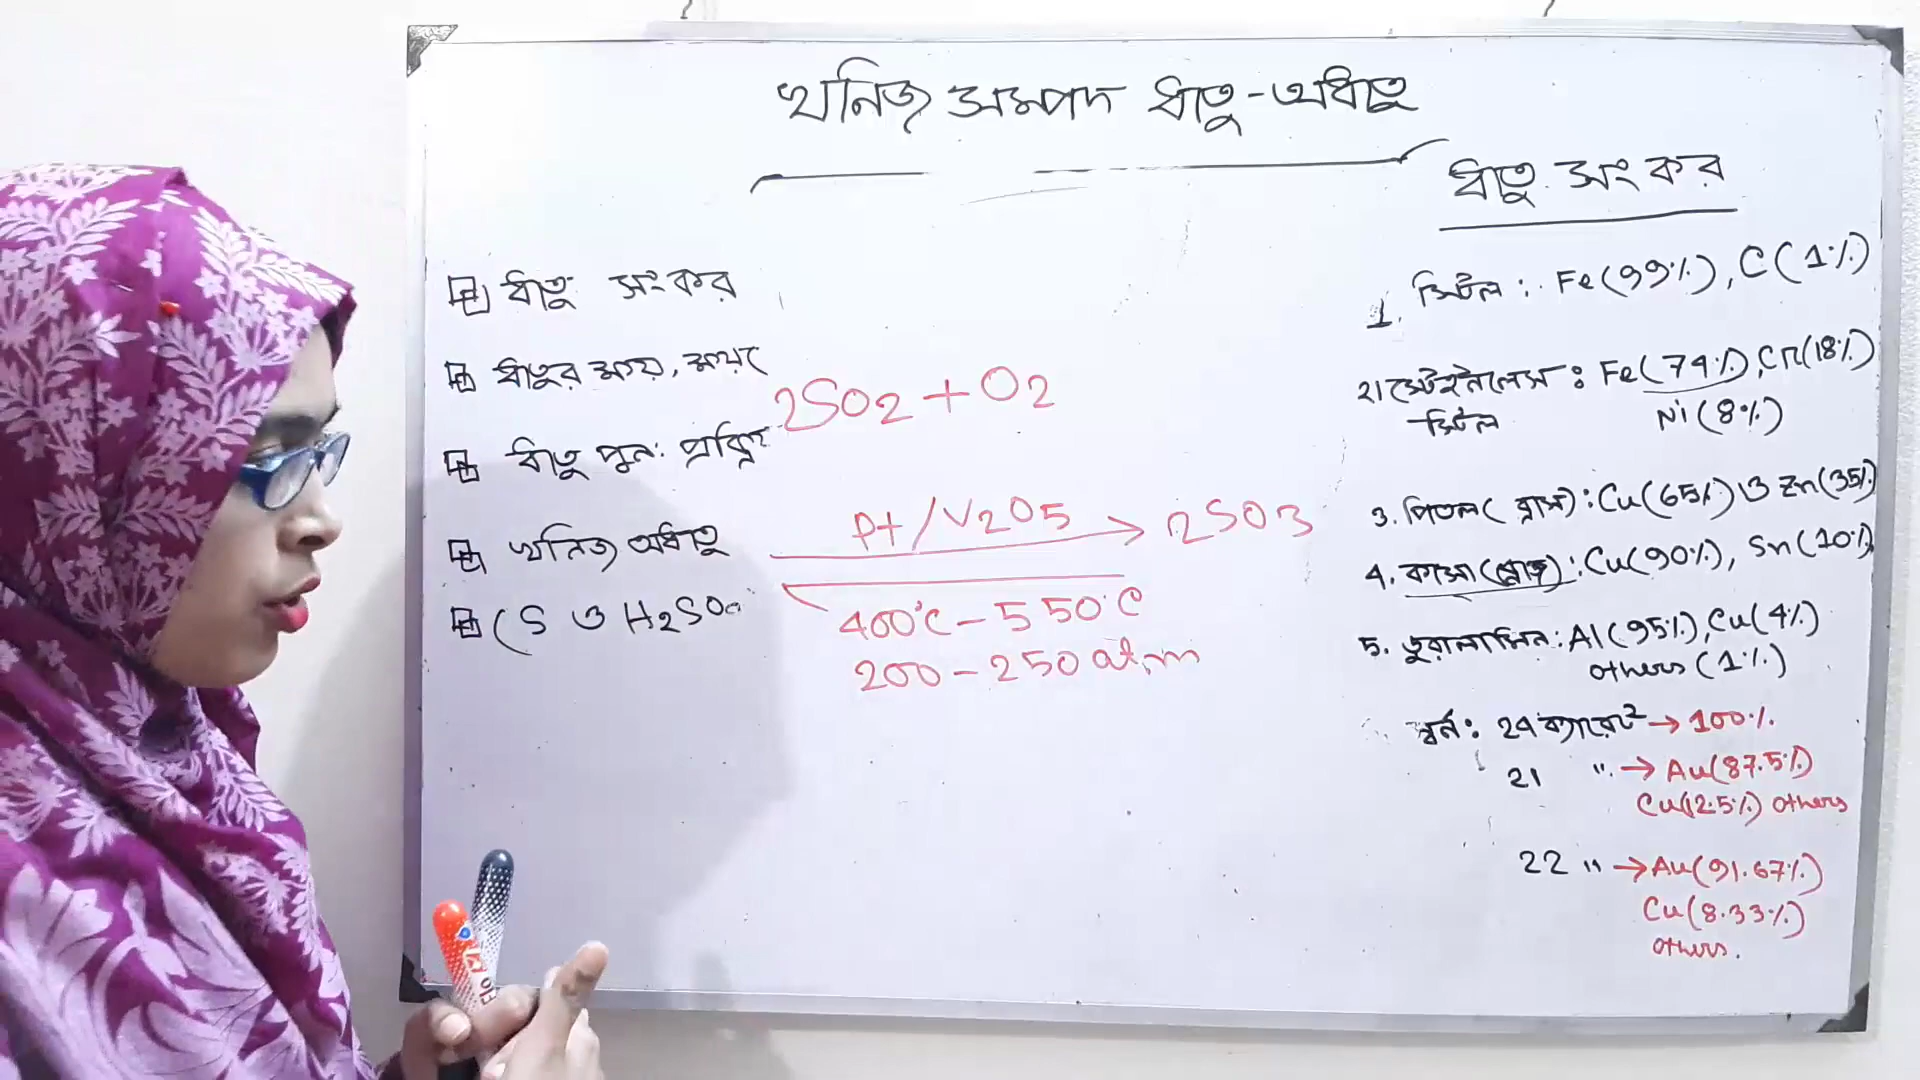 খনিজ সম্পদ ধাতু-অধাতু
ধাতু সংকর
ধাতুর ক্ষয়,
ধাতু পুনঃ প্রক্রি
খনিজ অধাতু
(S ও H2SO
2SO2 + O2
Pt/V2O5
2SO3
400°C - 550°C
200 - 250 atm
ধাতু সংকর
1. স্টিল: Fe(99%), C(1%)
2। স্টেইনলেস: Fe(74%), Cr(18%)
স্টিল Ni(8%)
3. পিতল(ব্রাস): Cu(65%) ও Zn(35%)
4. কাসা(ব্রোঞ্জ): Cu(90%), Sn(10%)
5. ডুরালামিন: Al(95%), Cu(4%)
others(1%)
স্বর্ন: 24 ক্যারেট → 100%
21 " → Au(87.5%)
Cu(12.5%) others
22 " → Au(91.67%)
Cu(8.33%)
others.